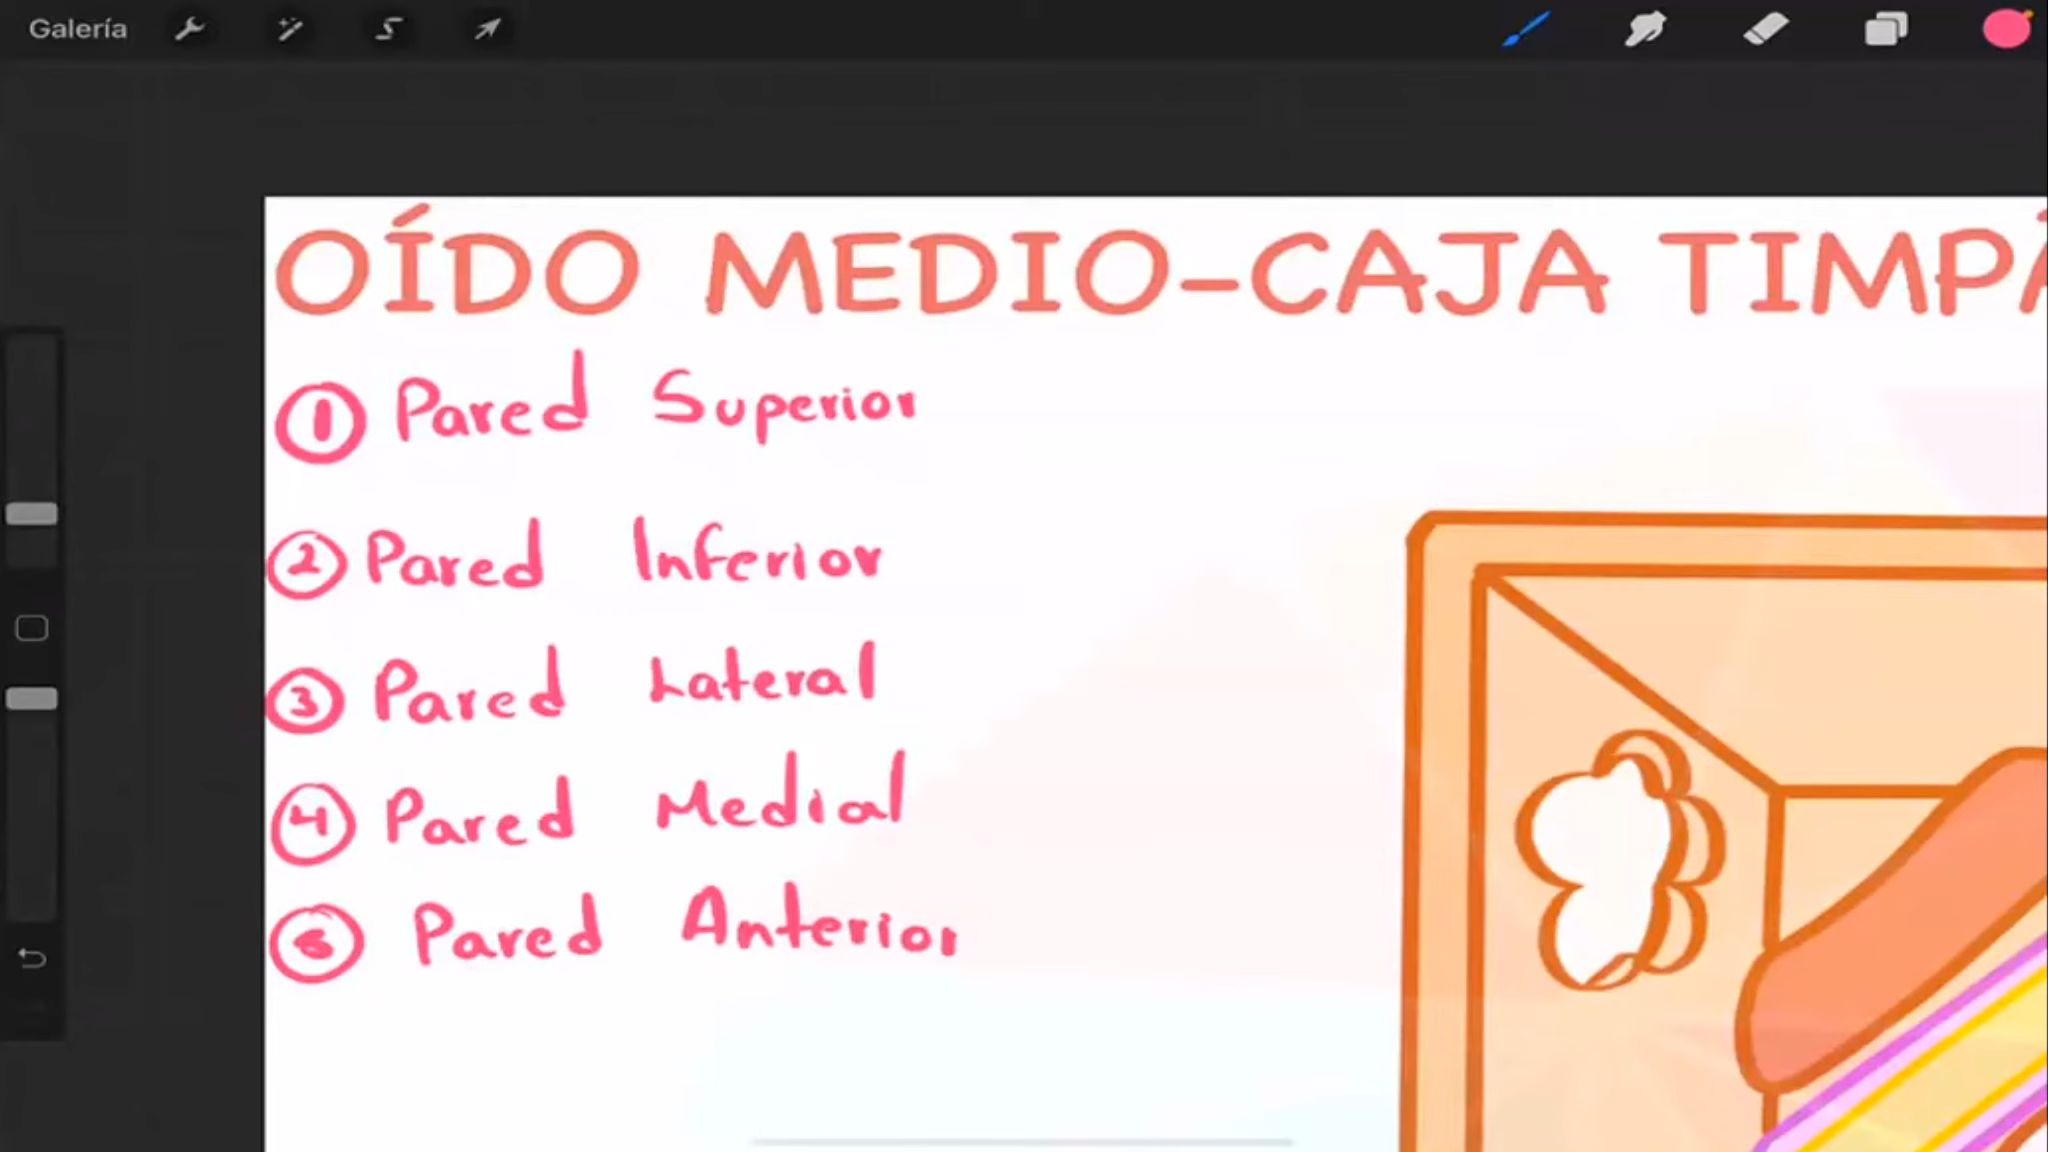 Galería
OÍDO MEDIO-CAJA TIMPÁ
1 Pared Superior
2 Pared Inferior
3 Pared Lateral
4 Pared Medial
5 Pared Anterior